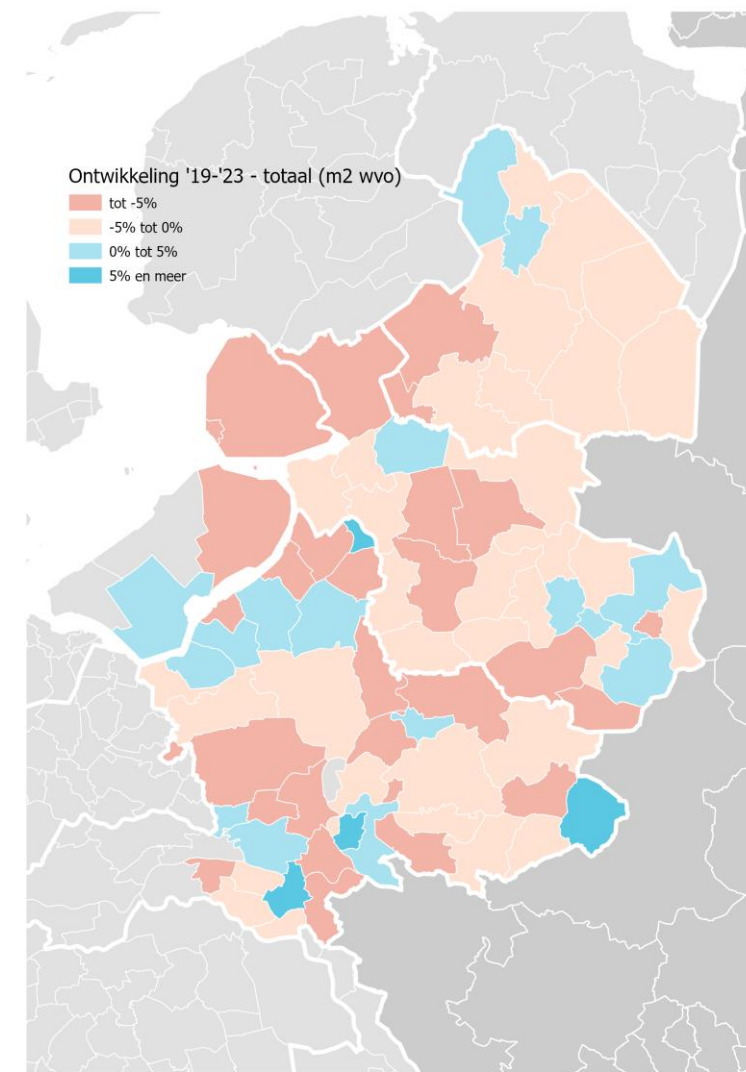 Ontwikkeling '19-'23 - totaal (m2 wvo)
tot -5%
-5% tot 0%
0% tot 5%
5% en meer